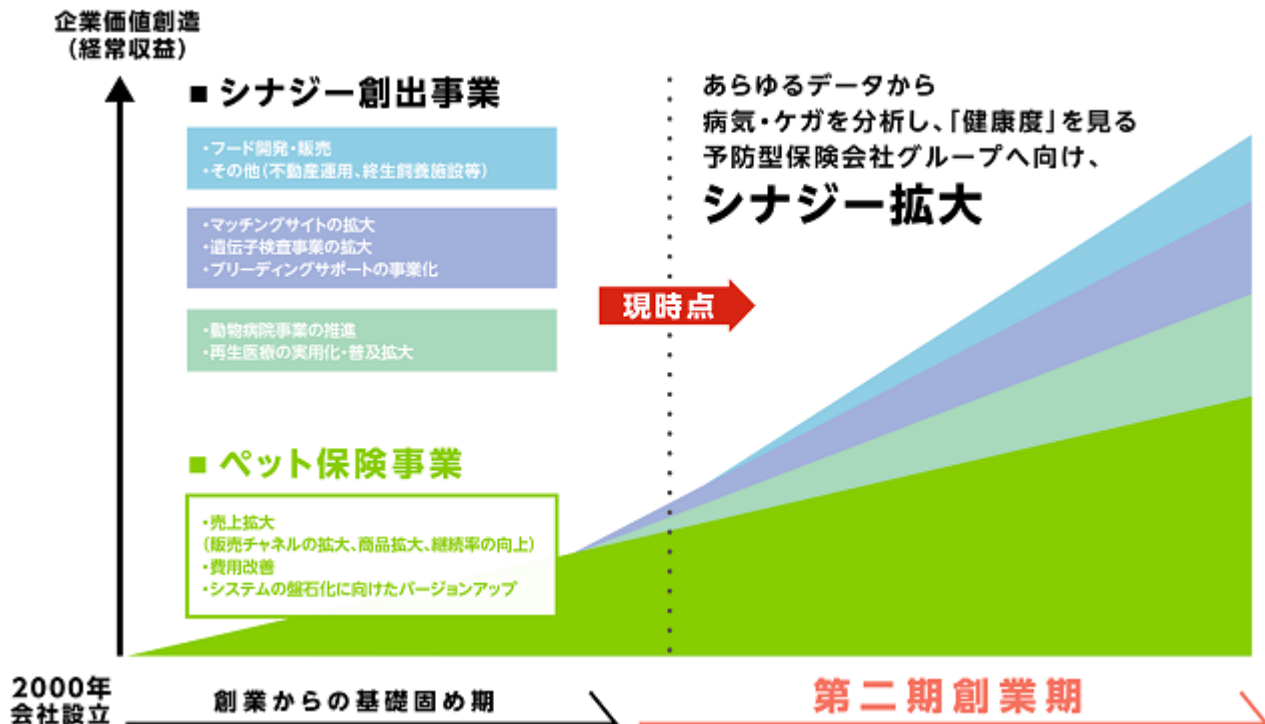 企業価値創造
(経常収益)
■ シナジー創出事業
・フード開発・販売
・その他(不動産運用、終生飼養施設等)
・マッチングサイトの拡大
・遺伝子検査事業の拡大
・ブリーディングサポートの事業化
・動物病院事業の推進
・再生医療の実用化・普及拡大
■ ペット保険事業
・売上拡大
(販売チャネルの拡大、商品拡大、継続率の向上)
・費用改善
・システムの盤石化に向けたバージョンアップ
あらゆるデータから
病気・ケガを分析し、「健康度」を見る
予防型保険会社グループへ向け、
シナジー拡大
現時点
2000年
会社設立
創業からの基礎固め期
第二期創業期